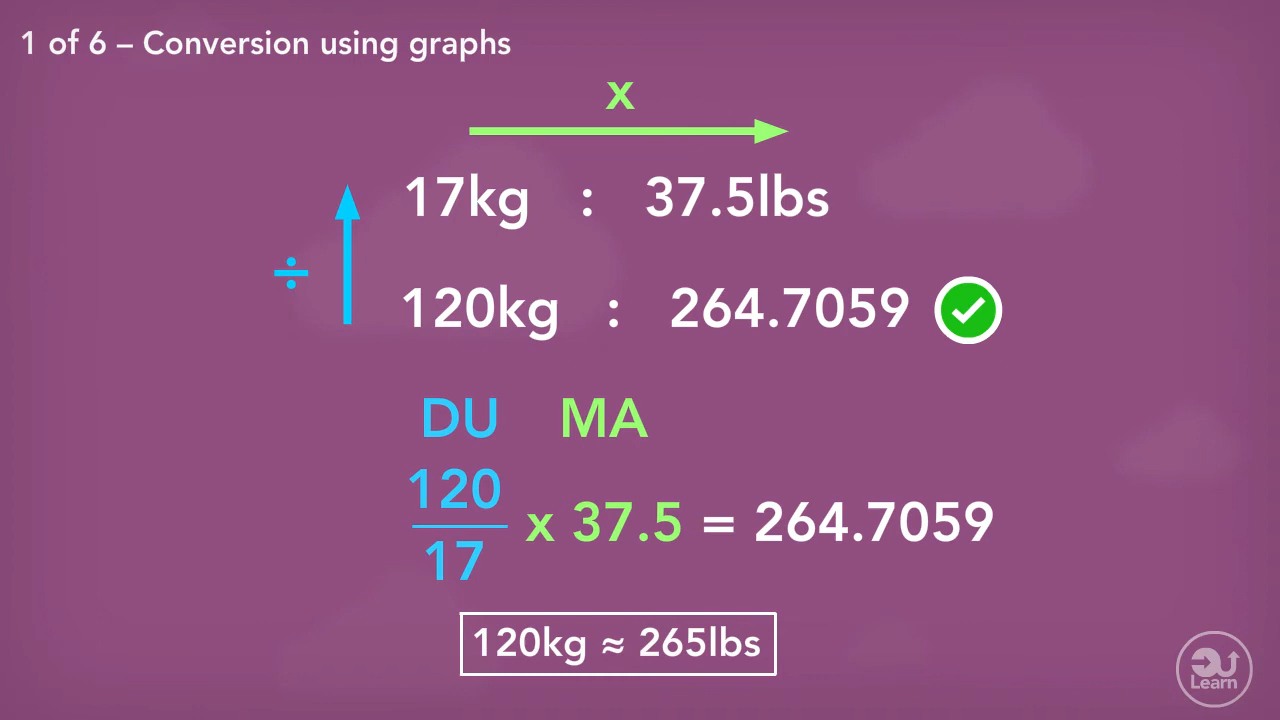 1 of 6 – Conversion using graphs
x
17kg : 37.5lbs
÷
120kg : 264.7059
DU MA
120
17
x 37.5 = 264.7059
120kg ≈ 265lbs
DU
Learn